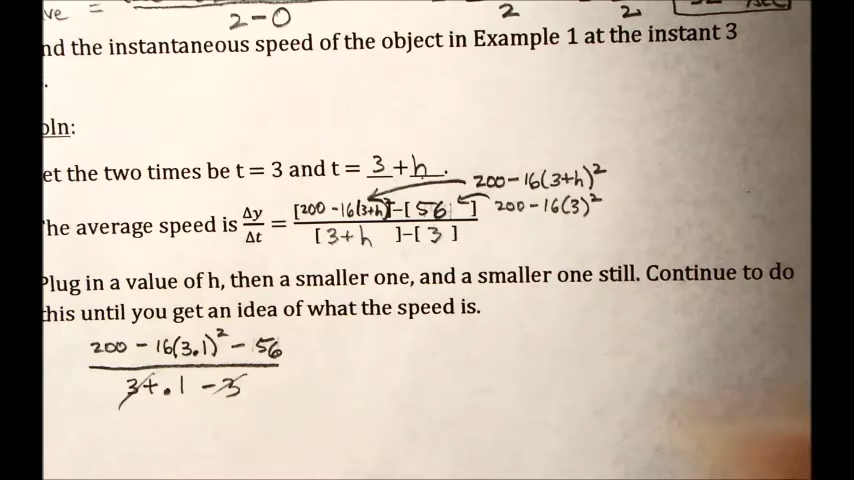 ve =
2-0 2 2
nd the instantaneous speed of the object in Example 1 at the instant 3
.
oln:
et the two times be t = 3 and t = 3 + h.
200 - 16(3+h)²
he average speed is Δy/Δt = [200 - 16(3+h)²] - [56] / [3+h] - [3]
200 - 16(3)²
Plug in a value of h, then a smaller one, and a smaller one still. Continue to do
this until you get an idea of what the speed is.
200 - 16(3.1)² - 56
3+.1 - 3